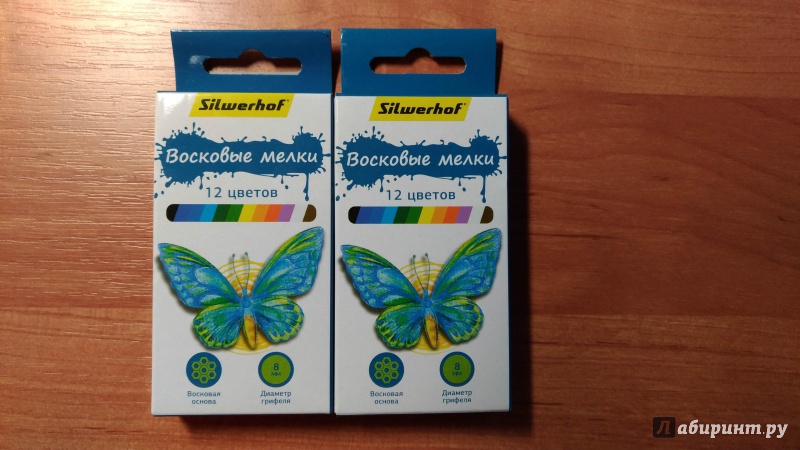 Silwerhof®
Восковые мелки
12 цветов
8
мм
Восковая
основа
Диаметр
грифеля
Silwerhof®
Восковые мелки
12 цветов
8
мм
Восковая
основа
Диаметр
грифеля
Лабиринт.ру